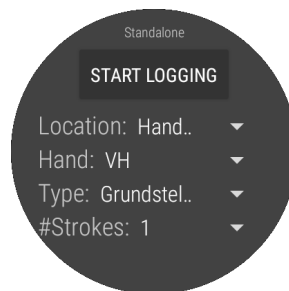 Standalone
START LOGGING
Location: Hand..
Hand: VH
Type: Grundstel..
#Strokes: 1